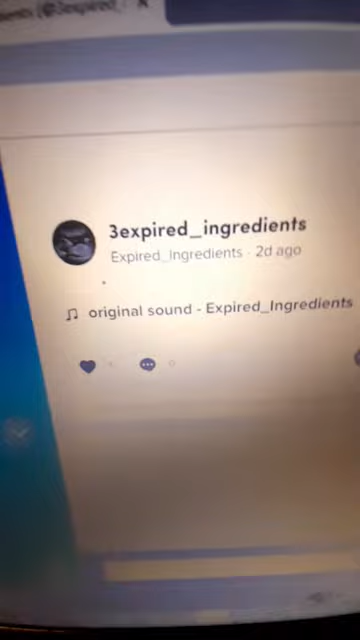 3expired_ingredients
Expired_Ingredients · 2d ago
.
original sound - Expired_Ingredients